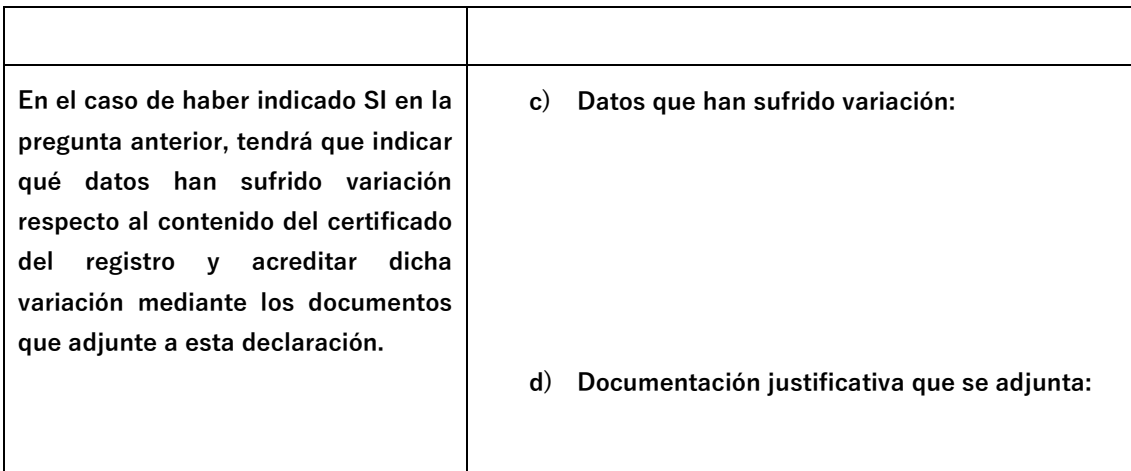 En el caso de haber indicado SI en la
pregunta anterior, tendrá que indicar
qué datos han sufrido variación
respecto al contenido del certificado
del registro y acreditar dicha
variación mediante los documentos
que adjunte a esta declaración.
c) Datos que han sufrido variación:
d) Documentación justificativa que se adjunta: